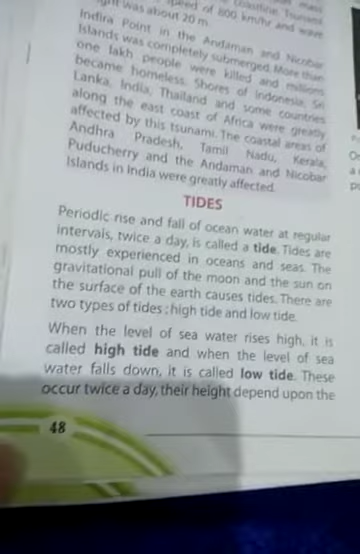 speed of 800 km/hr and wave
was about 20 m.
Indira Point in the Andaman and Nicobar
Islands was completely submerged. More than
one lakh people were killed and millions
became homeless. Shores of Indonesia, Sri
Lanka, India, Thailand and some countries
along the east coast of Africa were greatly
affected by this tsunami. The coastal areas of
Andhra Pradesh, Tamil Nadu, Kerala,
Puducherry and the Andaman and Nicobar
Islands in India were greatly affected.
TIDES
Periodic rise and fall of ocean water at regular
intervals, twice a day, is called a tide. Tides are
mostly experienced in oceans and seas. The
gravitational pull of the moon and the sun on
the surface of the earth causes tides. There are
two types of tides : high tide and low tide.
When the level of sea water rises high, it is
called high tide and when the level of sea
water falls down, it is called low tide. These
occur twice a day, their height depend upon the
48